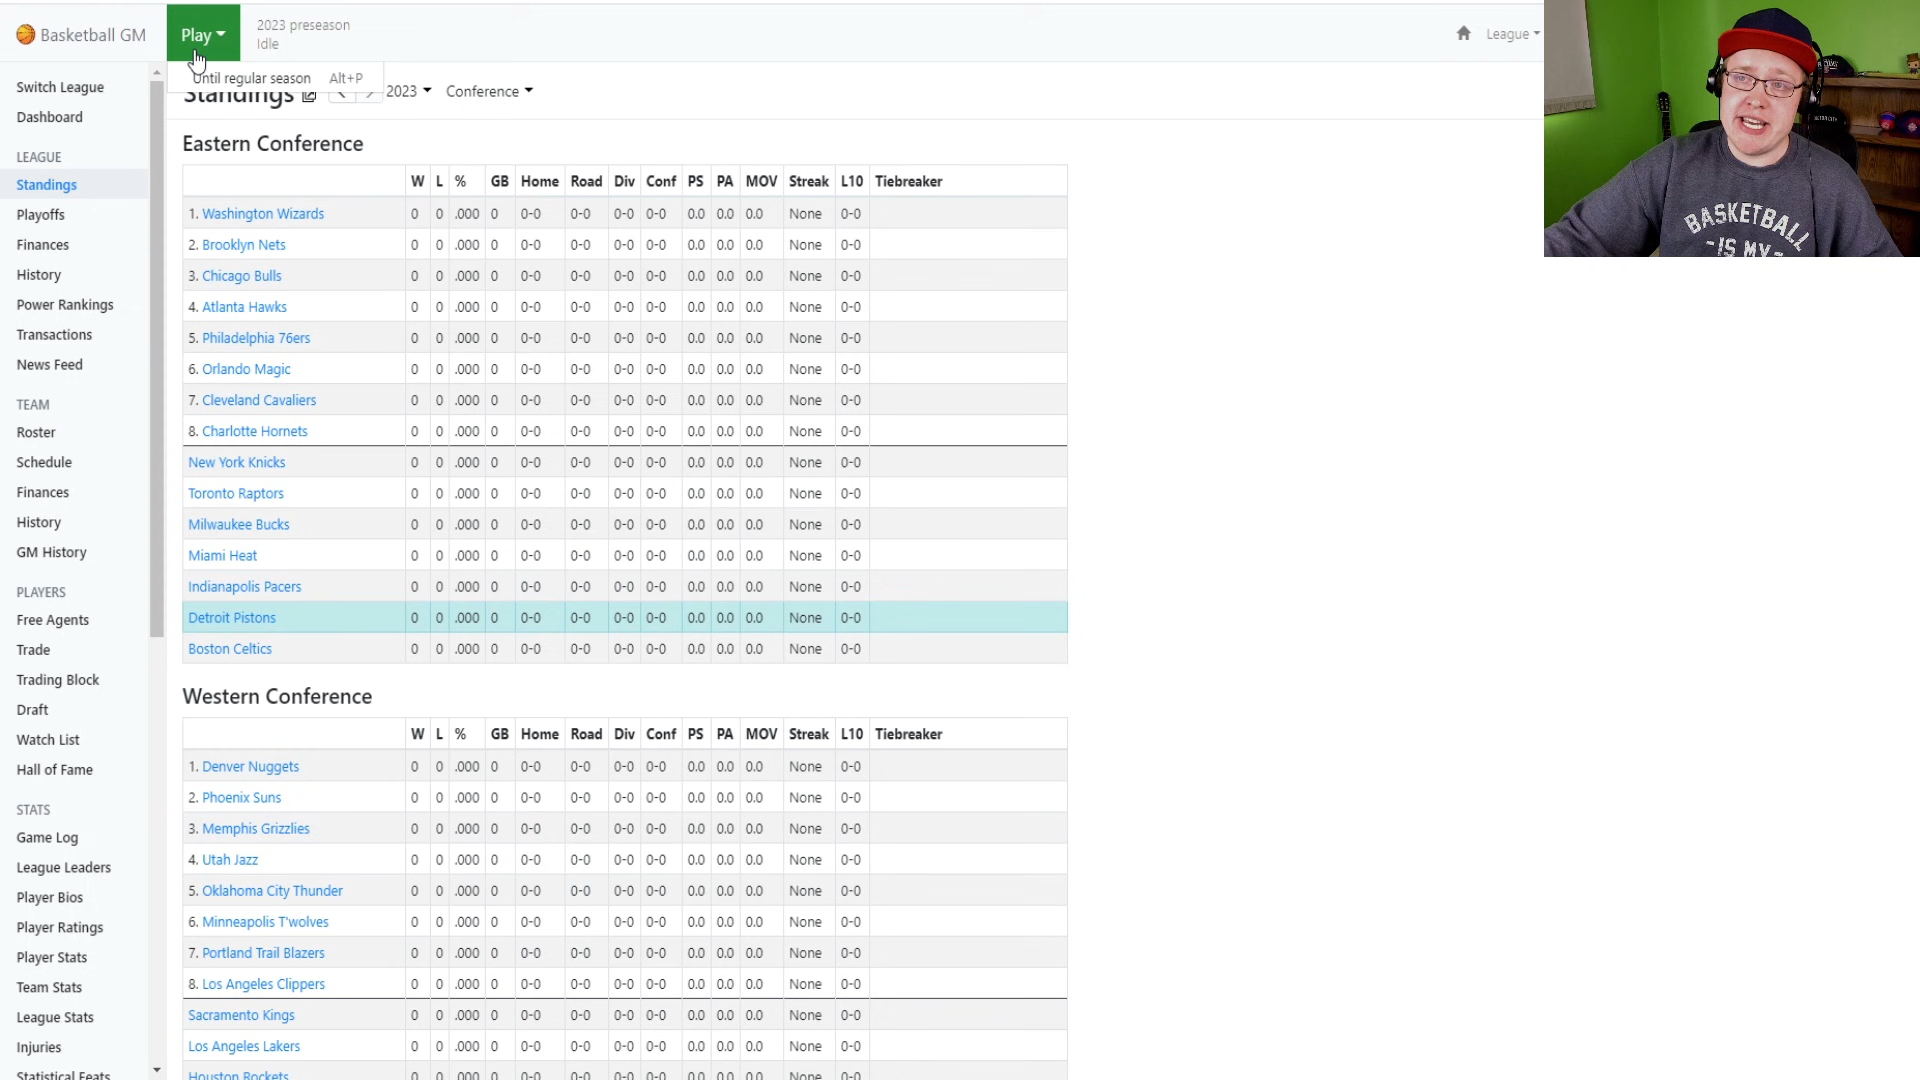 Basketball GM
Play
2023 preseason
Idle
League
Until regular season Alt+P
Standings 2023 Conference
Switch League
Dashboard
LEAGUE
Standings
Playoffs
Finances
History
Power Rankings
Transactions
News Feed
TEAM
Roster
Schedule
Finances
History
GM History
PLAYERS
Free Agents
Trade
Trading Block
Draft
Watch List
Hall of Fame
STATS
Game Log
League Leaders
Player Bios
Player Ratings
Player Stats
Team Stats
League Stats
Injuries
Statistical Feats
Eastern Conference
W L % GB Home Road Div Conf PS PA MOV Streak L10 Tiebreaker
1. Washington Wizards 0 0 .000 0 0-0 0-0 0-0 0-0 0.0 0.0 0.0 None 0-0
2. Brooklyn Nets 0 0 .000 0 0-0 0-0 0-0 0-0 0.0 0.0 0.0 None 0-0
3. Chicago Bulls 0 0 .000 0 0-0 0-0 0-0 0-0 0.0 0.0 0.0 None 0-0
4. Atlanta Hawks 0 0 .000 0 0-0 0-0 0-0 0-0 0.0 0.0 0.0 None 0-0
5. Philadelphia 76ers 0 0 .000 0 0-0 0-0 0-0 0-0 0.0 0.0 0.0 None 0-0
6. Orlando Magic 0 0 .000 0 0-0 0-0 0-0 0-0 0.0 0.0 0.0 None 0-0
7. Cleveland Cavaliers 0 0 .000 0 0-0 0-0 0-0 0-0 0.0 0.0 0.0 None 0-0
8. Charlotte Hornets 0 0 .000 0 0-0 0-0 0-0 0-0 0.0 0.0 0.0 None 0-0
New York Knicks 0 0 .000 0 0-0 0-0 0-0 0-0 0.0 0.0 0.0 None 0-0
Toronto Raptors 0 0 .000 0 0-0 0-0 0-0 0-0 0.0 0.0 0.0 None 0-0
Milwaukee Bucks 0 0 .000 0 0-0 0-0 0-0 0-0 0.0 0.0 0.0 None 0-0
Miami Heat 0 0 .000 0 0-0 0-0 0-0 0-0 0.0 0.0 0.0 None 0-0
Indianapolis Pacers 0 0 .000 0 0-0 0-0 0-0 0-0 0.0 0.0 0.0 None 0-0
Detroit Pistons 0 0 .000 0 0-0 0-0 0-0 0-0 0.0 0.0 0.0 None 0-0
Boston Celtics 0 0 .000 0 0-0 0-0 0-0 0-0 0.0 0.0 0.0 None 0-0
Western Conference
W L % GB Home Road Div Conf PS PA MOV Streak L10 Tiebreaker
1. Denver Nuggets 0 0 .000 0 0-0 0-0 0-0 0-0 0.0 0.0 0.0 None 0-0
2. Phoenix Suns 0 0 .000 0 0-0 0-0 0-0 0-0 0.0 0.0 0.0 None 0-0
3. Memphis Grizzlies 0 0 .000 0 0-0 0-0 0-0 0-0 0.0 0.0 0.0 None 0-0
4. Utah Jazz 0 0 .000 0 0-0 0-0 0-0 0-0 0.0 0.0 0.0 None 0-0
5. Oklahoma City Thunder 0 0 .000 0 0-0 0-0 0-0 0-0 0.0 0.0 0.0 None 0-0
6. Minneapolis T'wolves 0 0 .000 0 0-0 0-0 0-0 0-0 0.0 0.0 0.0 None 0-0
7. Portland Trail Blazers 0 0 .000 0 0-0 0-0 0-0 0-0 0.0 0.0 0.0 None 0-0
8. Los Angeles Clippers 0 0 .000 0 0-0 0-0 0-0 0-0 0.0 0.0 0.0 None 0-0
Sacramento Kings 0 0 .000 0 0-0 0-0 0-0 0-0 0.0 0.0 0.0 None 0-0
Los Angeles Lakers 0 0 .000 0 0-0 0-0 0-0 0-0 0.0 0.0 0.0 None 0-0
Houston Rockets 0 0 .000 0 0-0 0-0 0-0 0-0 0.0 0.0 0.0 None 0-0
BASKETBALL
-IS MY-